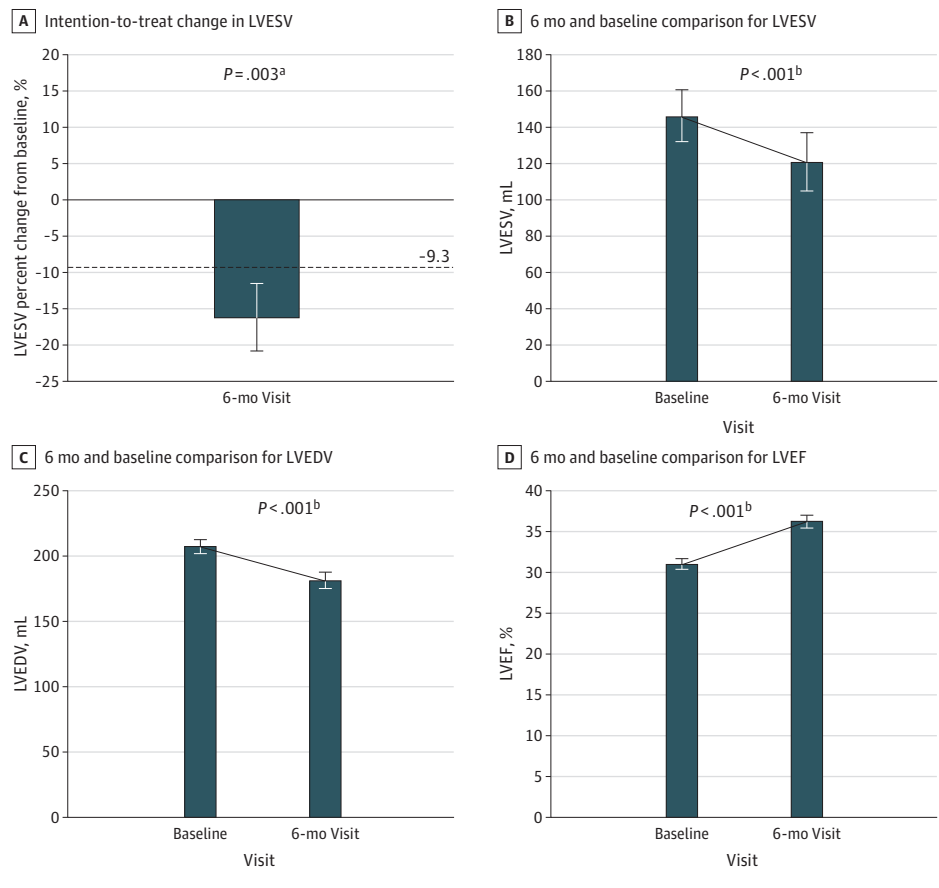 A Intention-to-treat change in LVESV
LVESV percent change from baseline, %
20
15
10
5
0
-5
-10
-15
-20
-25
P = .003a
-9.3
6-mo Visit
B 6 mo and baseline comparison for LVESV
LVESV, mL
180
160
140
120
100
80
60
40
20
0
P < .001b
Baseline
6-mo Visit
Visit
C 6 mo and baseline comparison for LVEDV
LVEDV, mL
250
200
150
100
50
0
P < .001b
Baseline
6-mo Visit
Visit
D 6 mo and baseline comparison for LVEF
LVEF, %
40
35
30
25
20
15
10
5
0
P < .001b
Baseline
6-mo Visit
Visit